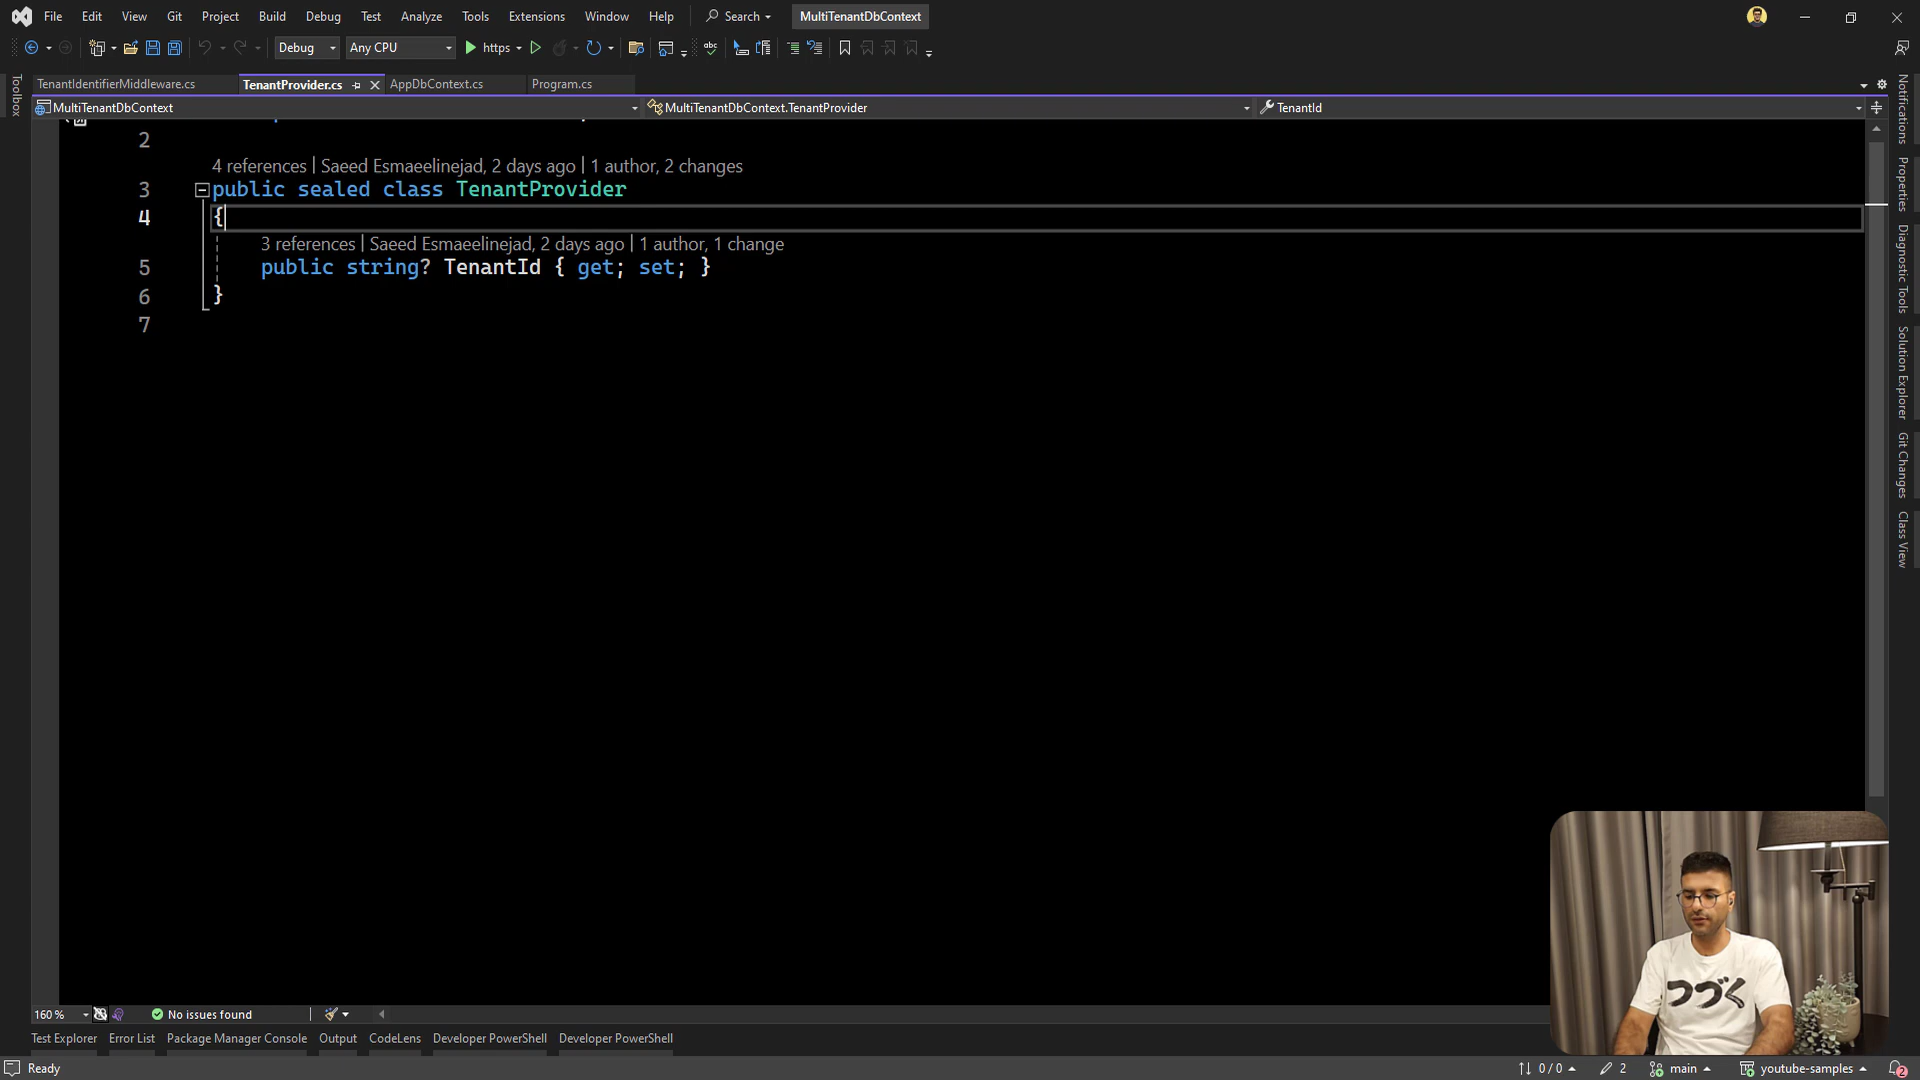 File Edit View Git Project Build Debug Test Analyze Tools Extensions Window Help Search MultiTenantDbContext
Debug Any CPU https
TenantIdentifierMiddleware.cs TenantProvider.cs AppDbContext.cs Program.cs
MultiTenantDbContext MultiTenantDbContext.TenantProvider TenantId
Toolbox
Notifications
Properties
Diagnostic Tools
Solution Explorer
Git Changes
Class View
2
4 references | Saeed Esmaeelinejad, 2 days ago | 1 author, 2 changes
3 public sealed class TenantProvider
4 {
3 references | Saeed Esmaeelinejad, 2 days ago | 1 author, 1 change
5 public string? TenantId { get; set; }
6 }
7
つづく
160 % No issues found
Test Explorer Error List Package Manager Console Output CodeLens Developer PowerShell Developer PowerShell
Ready 0 / 0 2 main youtube-samples 2